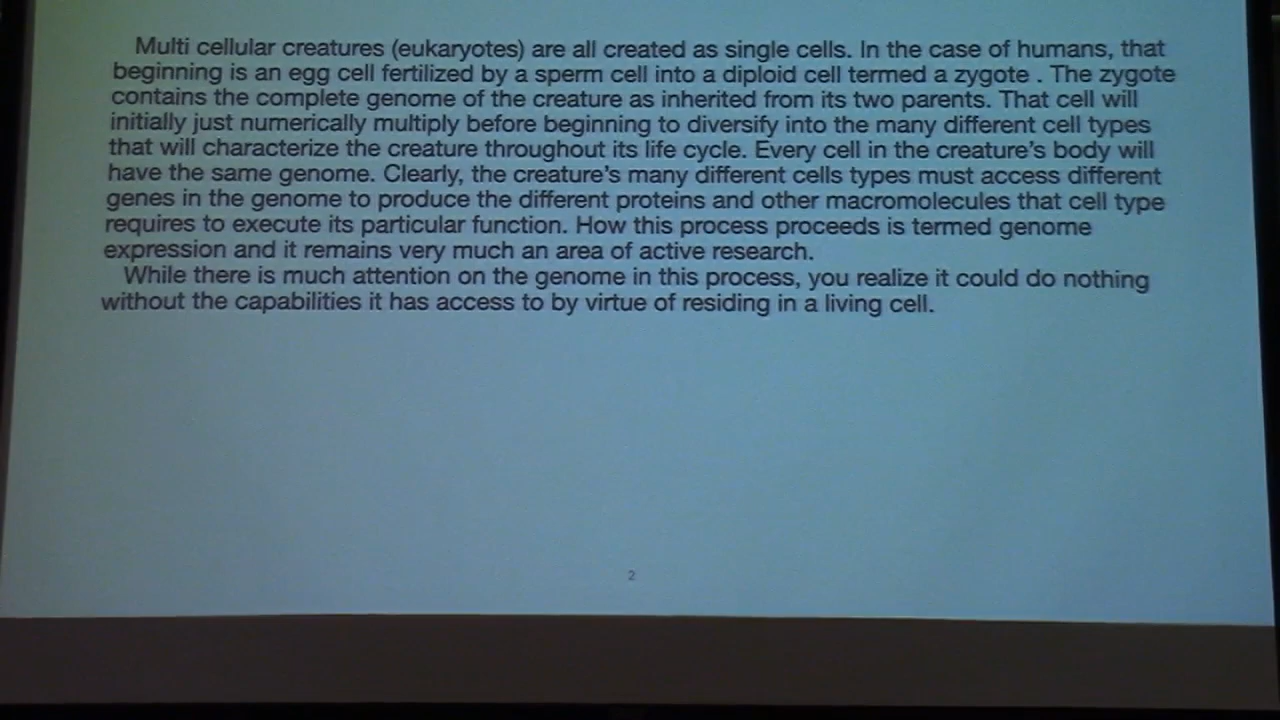 Multi cellular creatures (eukaryotes) are all created as single cells. In the case of humans, that
beginning is an egg cell fertilized by a sperm cell into a diploid cell termed a zygote . The zygote
contains the complete genome of the creature as inherited from its two parents. That cell will
initially just numerically multiply before beginning to diversify into the many different cell types
that will characterize the creature throughout its life cycle. Every cell in the creature’s body will
have the same genome. Clearly, the creature’s many different cells types must access different
genes in the genome to produce the different proteins and other macromolecules that cell type
requires to execute its particular function. How this process proceeds is termed genome
expression and it remains very much an area of active research.
While there is much attention on the genome in this process, you realize it could do nothing
without the capabilities it has access to by virtue of residing in a living cell.
2